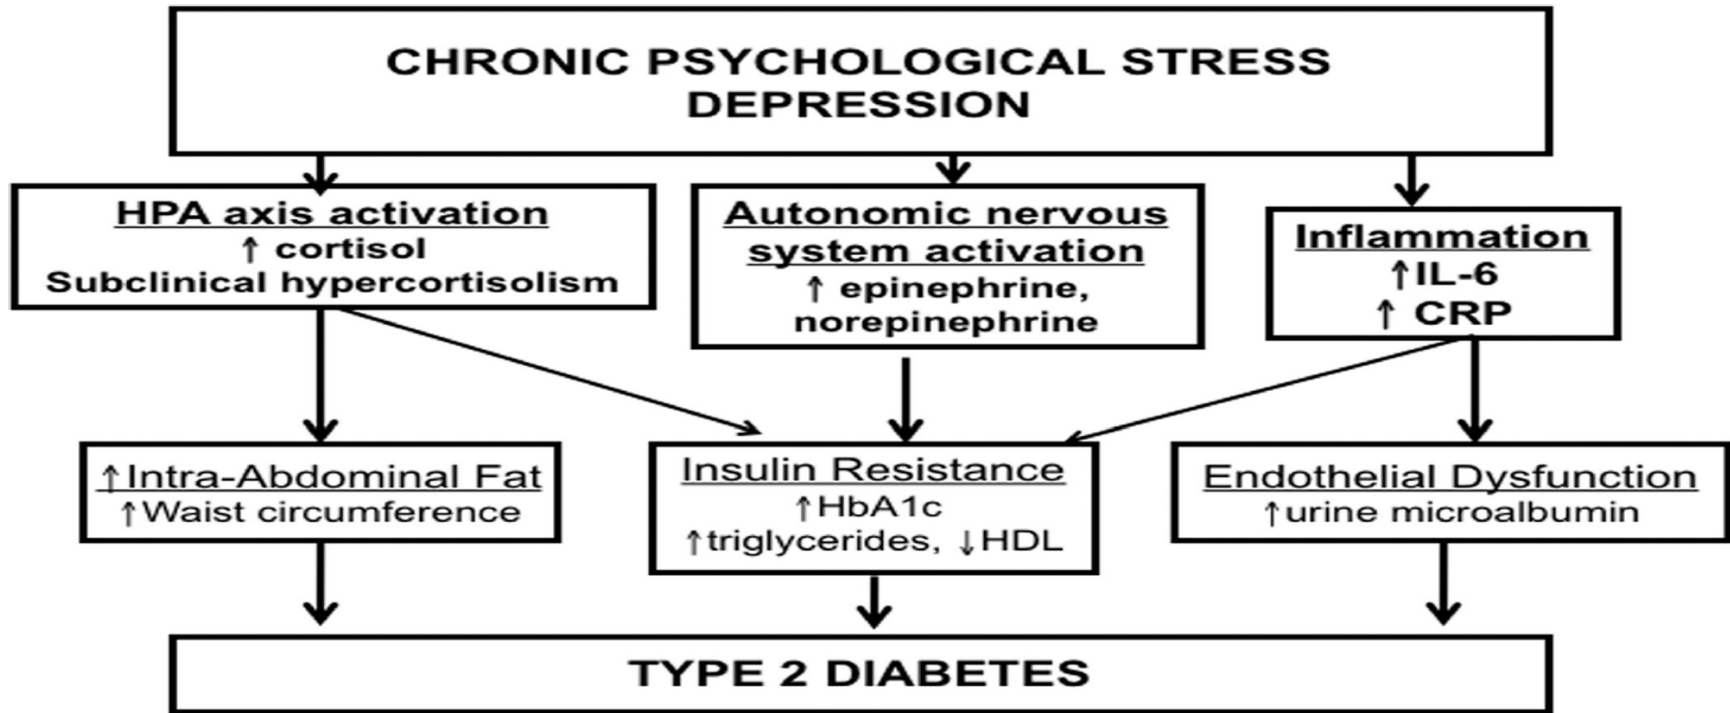 CHRONIC PSYCHOLOGICAL STRESS
DEPRESSION
HPA axis activation
↑ cortisol
Subclinical hypercortisolism
Autonomic nervous
system activation
↑ epinephrine,
norepinephrine
Inflammation
↑IL-6
↑ CRP
↑Intra-Abdominal Fat
↑Waist circumference
Insulin Resistance
↑HbA1c
↑triglycerides, ↓HDL
Endothelial Dysfunction
↑urine microalbumin
TYPE 2 DIABETES